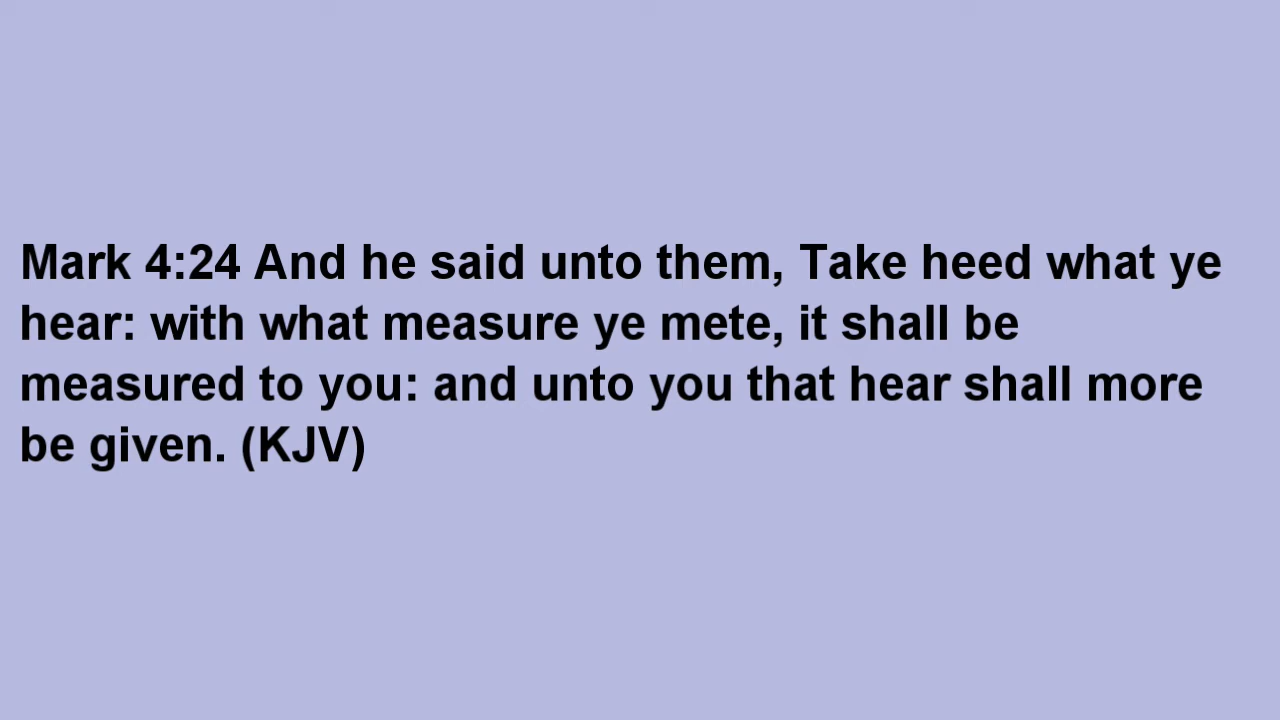 Mark 4:24 And he said unto them, Take heed what ye
hear: with what measure ye mete, it shall be
measured to you: and unto you that hear shall more
be given. (KJV)